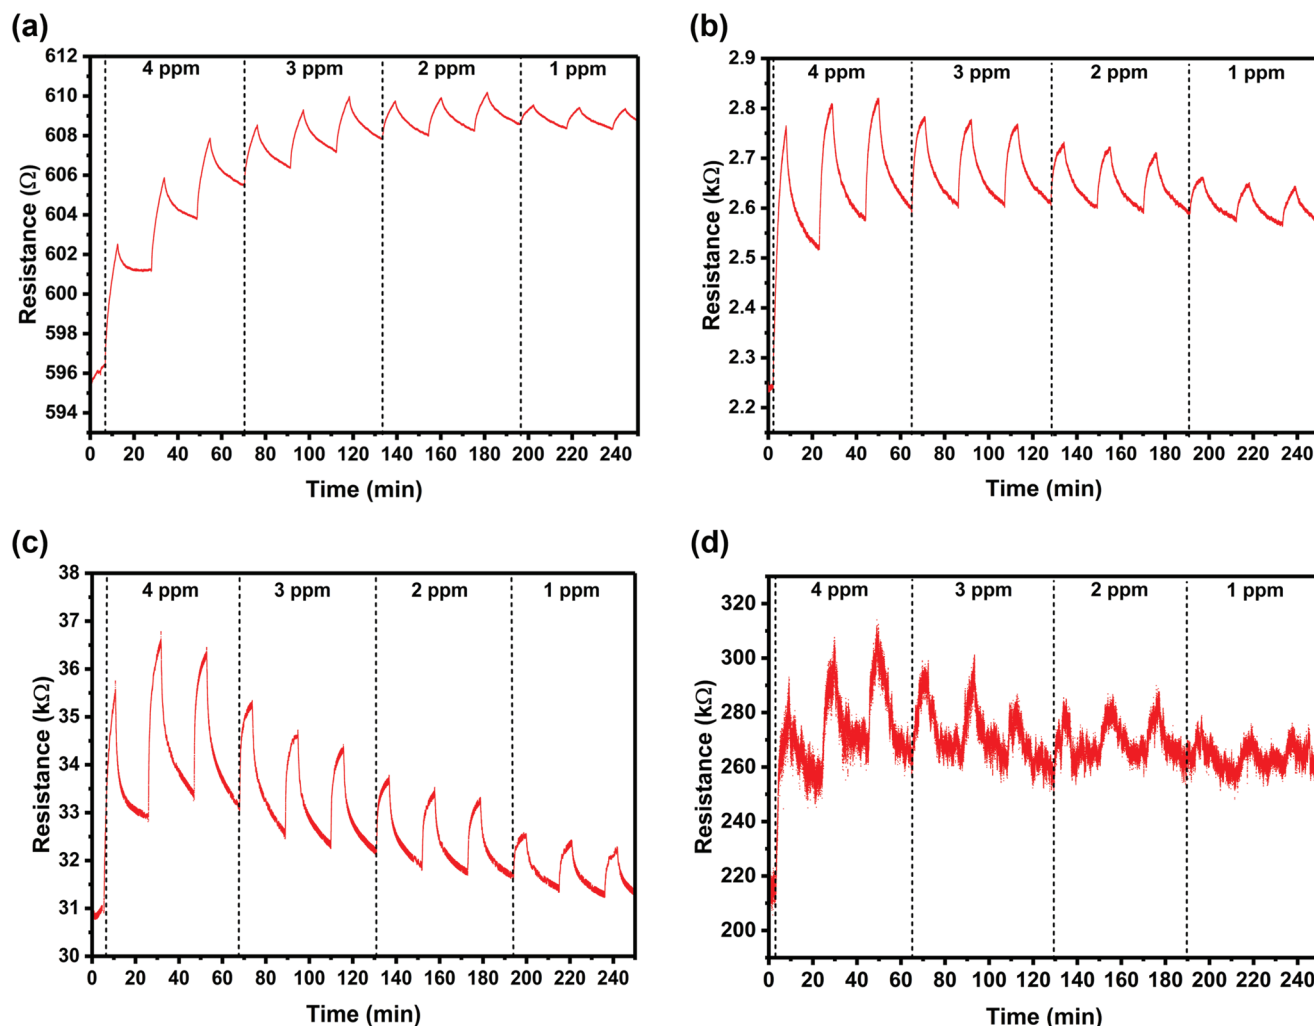 (a)
4 ppm 3 ppm 2 ppm 1 ppm
612
610
608
606
604
602
600
598
596
594
Resistance (Ω)
0 20 40 60 80 100 120 140 160 180 200 220 240
Time (min)
(b)
4 ppm 3 ppm 2 ppm 1 ppm
2.9
2.8
2.7
2.6
2.5
2.4
2.3
2.2
Resistance (kΩ)
0 20 40 60 80 100 120 140 160 180 200 220 240
Time (min)
(c)
4 ppm 3 ppm 2 ppm 1 ppm
38
37
36
35
34
33
32
31
30
Resistance (kΩ)
0 20 40 60 80 100 120 140 160 180 200 220 240
Time (min)
(d)
4 ppm 3 ppm 2 ppm 1 ppm
320
300
280
260
240
220
200
Resistance (kΩ)
0 20 40 60 80 100 120 140 160 180 200 220 240
Time (min)